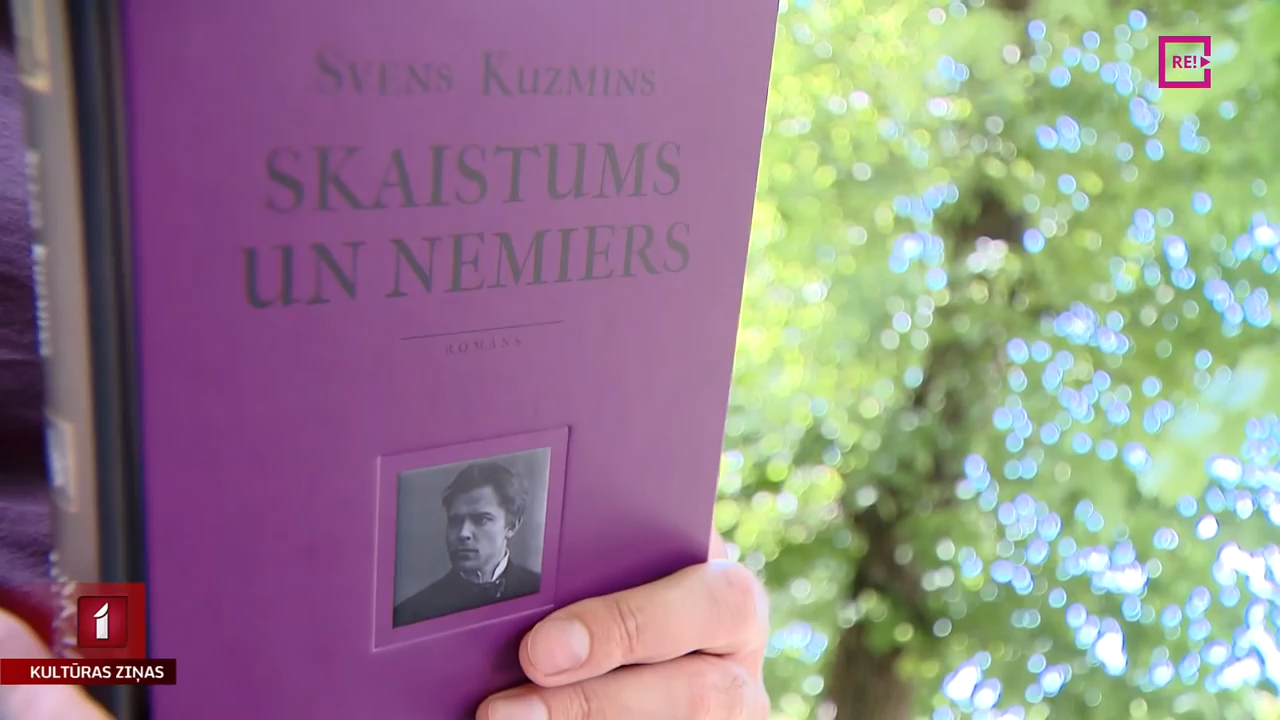 SVENS KUZMINS
SKAISTUMS
UN NEMIERS
ROMĀNS
RE!
1
KULTŪRAS ZIŅAS